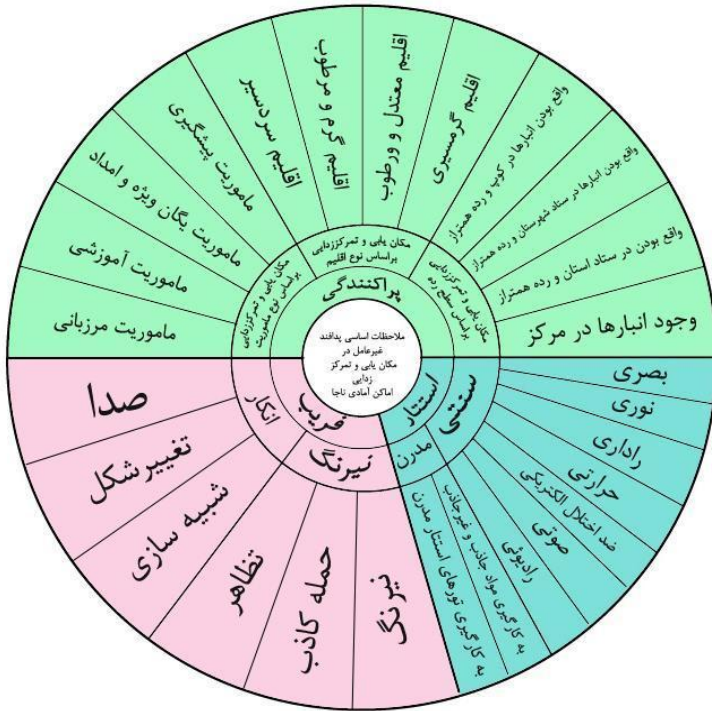 ملاحظات اساسی پدافند
غیرعامل در
مکان یابی و تمرکز
زدایی
اماکن آمادی ناجا
پراکنندگی
مکان یابی و تمرکززدایی
براساس نوع ماموریت
ماموریت مرزبانی
ماموریت آموزشی
ماموریت یگان ویژه و امداد
ماموریت پیشگیری
مکان یابی و تمرکززدایی
براساس نوع اقلیم
اقلیم سردسیر
اقلیم گرم و مرطوب
اقلیم معتدل و ورطوب
اقلیم گرمسیری
مکان یابی و تمرکززدایی
براساس سطح رده
واقع بودن انبارها در کوپ و رده همتراز
واقع بودن انبارها در ستاد شهرستان و رده همتراز
واقع بودن در ستاد استان و رده همتراز
وجود انبارها در مرکز
استتار
سنتی
بصری
نوری
راداری
حرارتی
ضد اختلال الکتریکی
صوتی
رادیوئی
مدرن
به کارگیری مواد جاذب و غیرجاذب
به کارگیری تورهای استتار مدرن
فریب
نیرنگ
نیرنگ
حمله کاذب
تظاهر
انکار
شبیه سازی
تغییرشکل
صدا